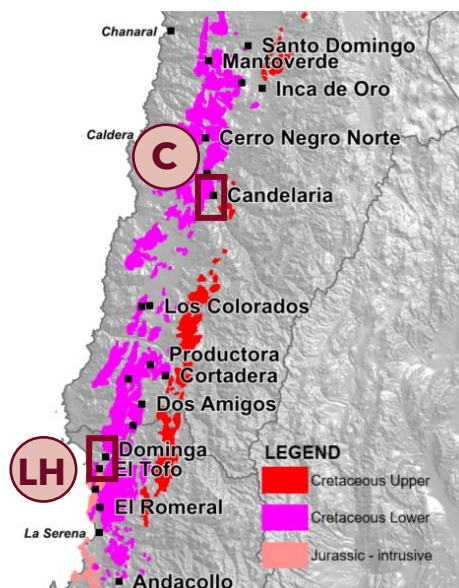 Chanaral
Santo Domingo
Mantoverde
Inca de Oro
Caldera
Cerro Negro Norte
C
Candelaria
Los Colorados
Productora
Cortadera
Dos Amigos
Dominga
LH
El Tofo
El Romeral
La Serena
Andacollo
LEGEND
Cretaceous Upper
Cretaceous Lower
Jurassic - intrusive